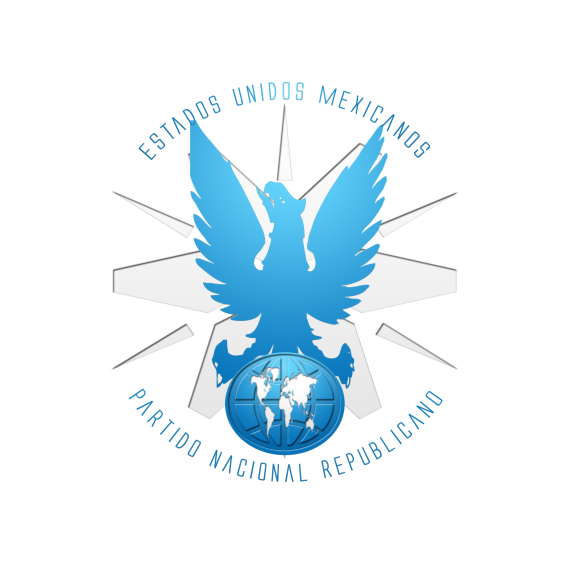 ESTADOS UNIDOS MEXICANOS
PARTIDO NACIONAL REPUBLICANO